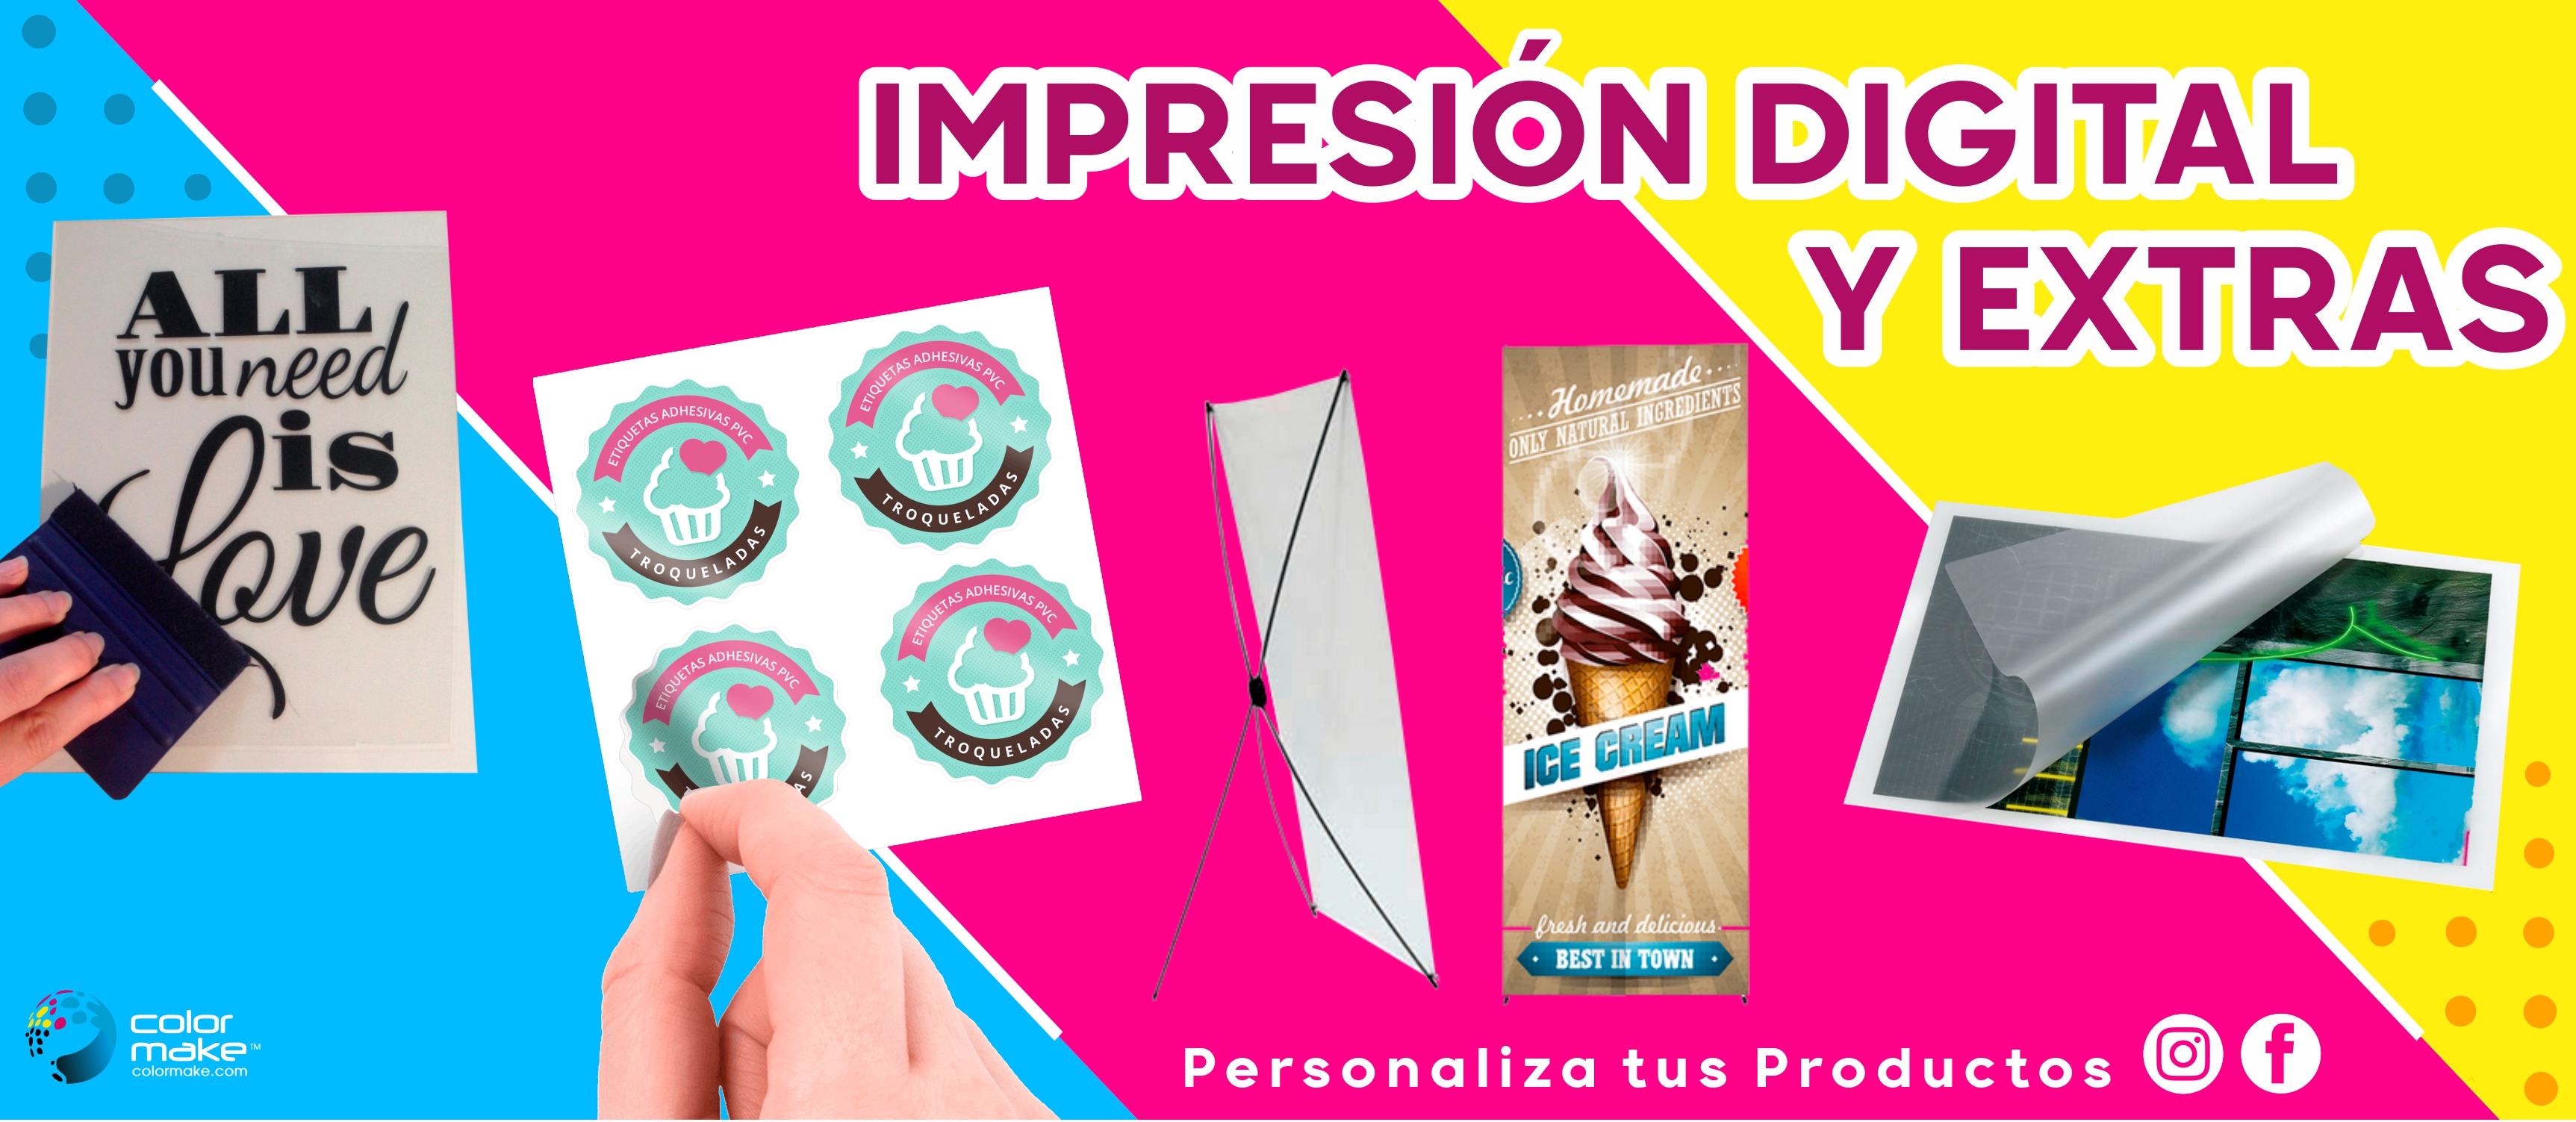 IMPRESIÓN DIGITAL
Y EXTRAS
ALL
you need
is
love
ETIQUETAS ADHESIVAS PVC
TROQUELADAS
ETIQUETAS ADHESIVAS PVC
TROQUELADAS
ETIQUETAS ADHESIVAS PVC
AS
ETIQUETAS ADHESIVAS PVC
TROQUELADAS
....Homemade....
ONLY NATURAL INGREDIENTS
c
ICE CREAM
fresh and delicious
BEST IN TOWN
color
make™
colormake.com
Personaliza tus Productos